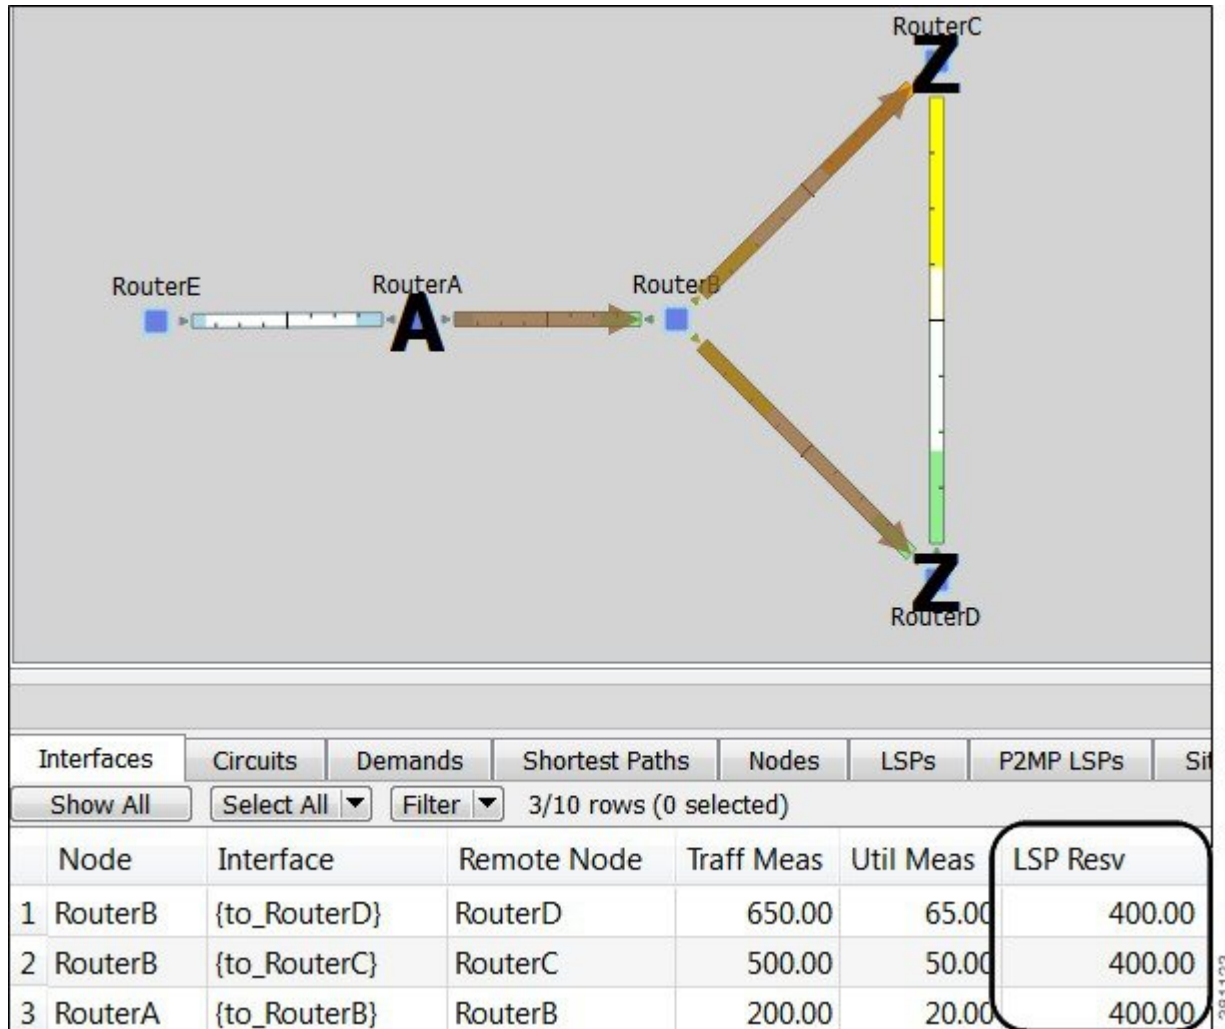 RouterC
Z
RouterE
RouterA
RouterB
A
Z
RouterD
Interfaces Circuits Demands Shortest Paths Nodes LSPs P2MP LSPs Sit
Show All Select All Filter 3/10 rows (0 selected)
Node Interface Remote Node Traff Meas Util Meas LSP Resv
1 RouterB {to_RouterD} RouterD 650.00 65.00 400.00
2 RouterB {to_RouterC} RouterC 500.00 50.00 400.00
3 RouterA {to_RouterB} RouterB 200.00 20.00 400.00